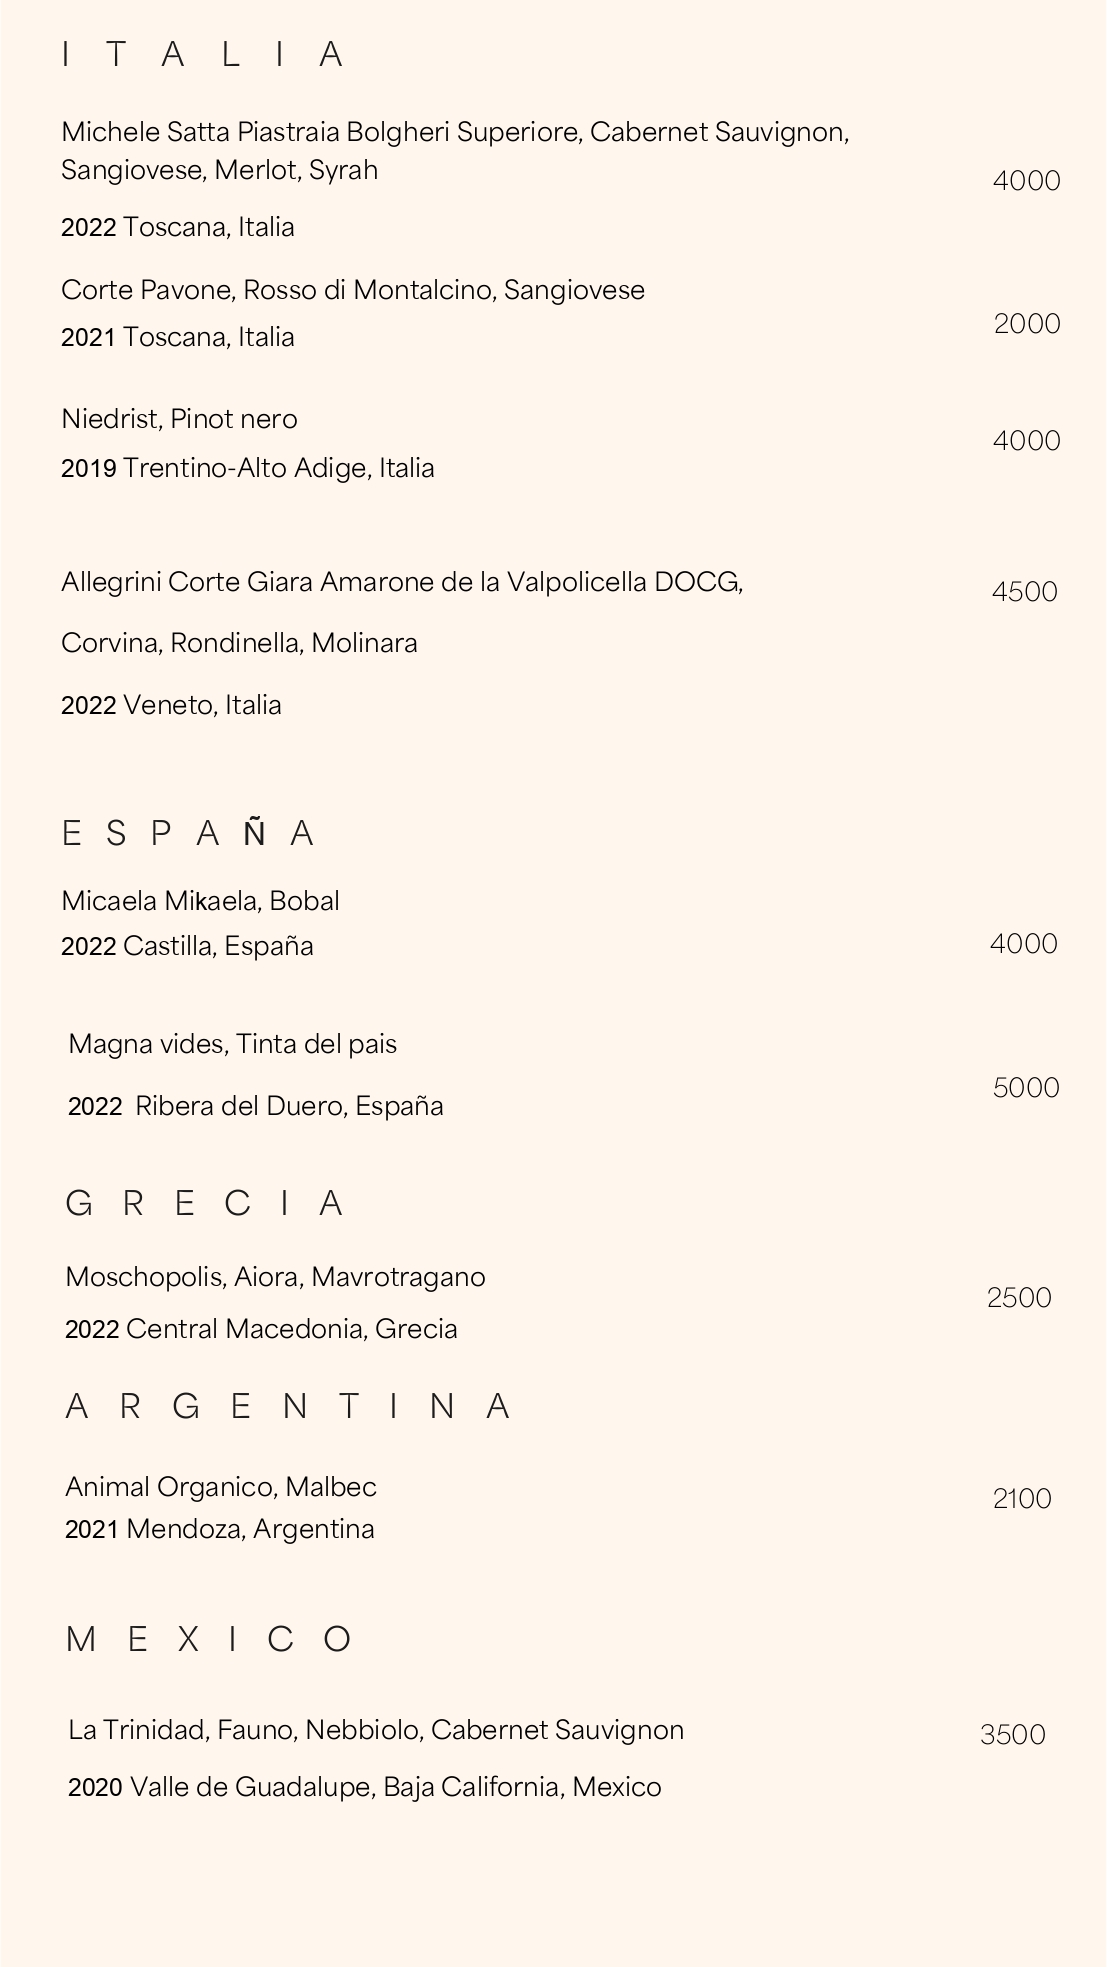 ITALIA
Michele Satta Piastraia Bolgheri Superiore, Cabernet Sauvignon,
Sangiovese, Merlot, Syrah
4000
2022 Toscana, Italia
Corte Pavone, Rosso di Montalcino, Sangiovese
2000
2021 Toscana, Italia
Niedrist, Pinot nero
4000
2019 Trentino-Alto Adige, Italia
Allegrini Corte Giara Amarone de la Valpolicella DOCG,
4500
Corvina, Rondinella, Molinara
2022 Veneto, Italia
ESPAÑA
Micaela Mikaela, Bobal
2022 Castilla, España
4000
Magna vides, Tinta del pais
5000
2022 Ribera del Duero, España
GRECIA
Moschopolis, Aiora, Mavrotragano
2500
2022 Central Macedonia, Grecia
ARGENTINA
Animal Organico, Malbec
2100
2021 Mendoza, Argentina
MEXICO
La Trinidad, Fauno, Nebbiolo, Cabernet Sauvignon
3500
2020 Valle de Guadalupe, Baja California, Mexico